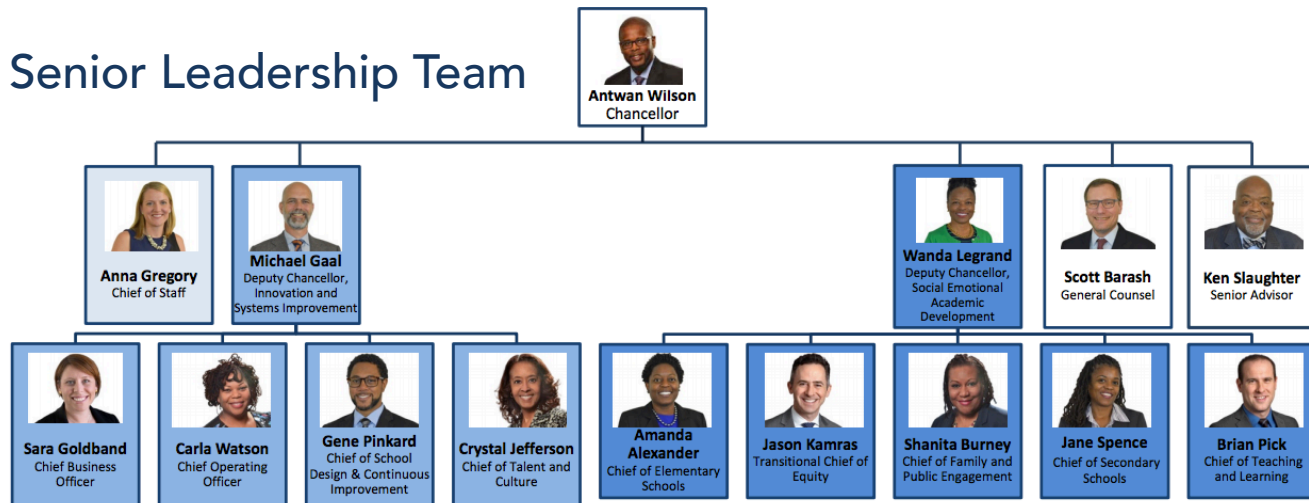 Senior Leadership Team
Antwan Wilson
Chancellor
Anna Gregory
Chief of Staff
Michael Gaal
Deputy Chancellor,
Innovation and
Systems Improvement
Wanda Legrand
Deputy Chancellor,
Social Emotional
Academic
Development
Scott Barash
General Counsel
Ken Slaughter
Senior Advisor
Sara Goldband
Chief Business
Officer
Carla Watson
Chief Operating
Officer
Gene Pinkard
Chief of School
Design & Continuous
Improvement
Crystal Jefferson
Chief of Talent and
Culture
Amanda
Alexander
Chief of Elementary
Schools
Jason Kamras
Transitional Chief of
Equity
Shanita Burney
Chief of Family and
Public Engagement
Jane Spence
Chief of Secondary
Schools
Brian Pick
Chief of Teaching
and Learning